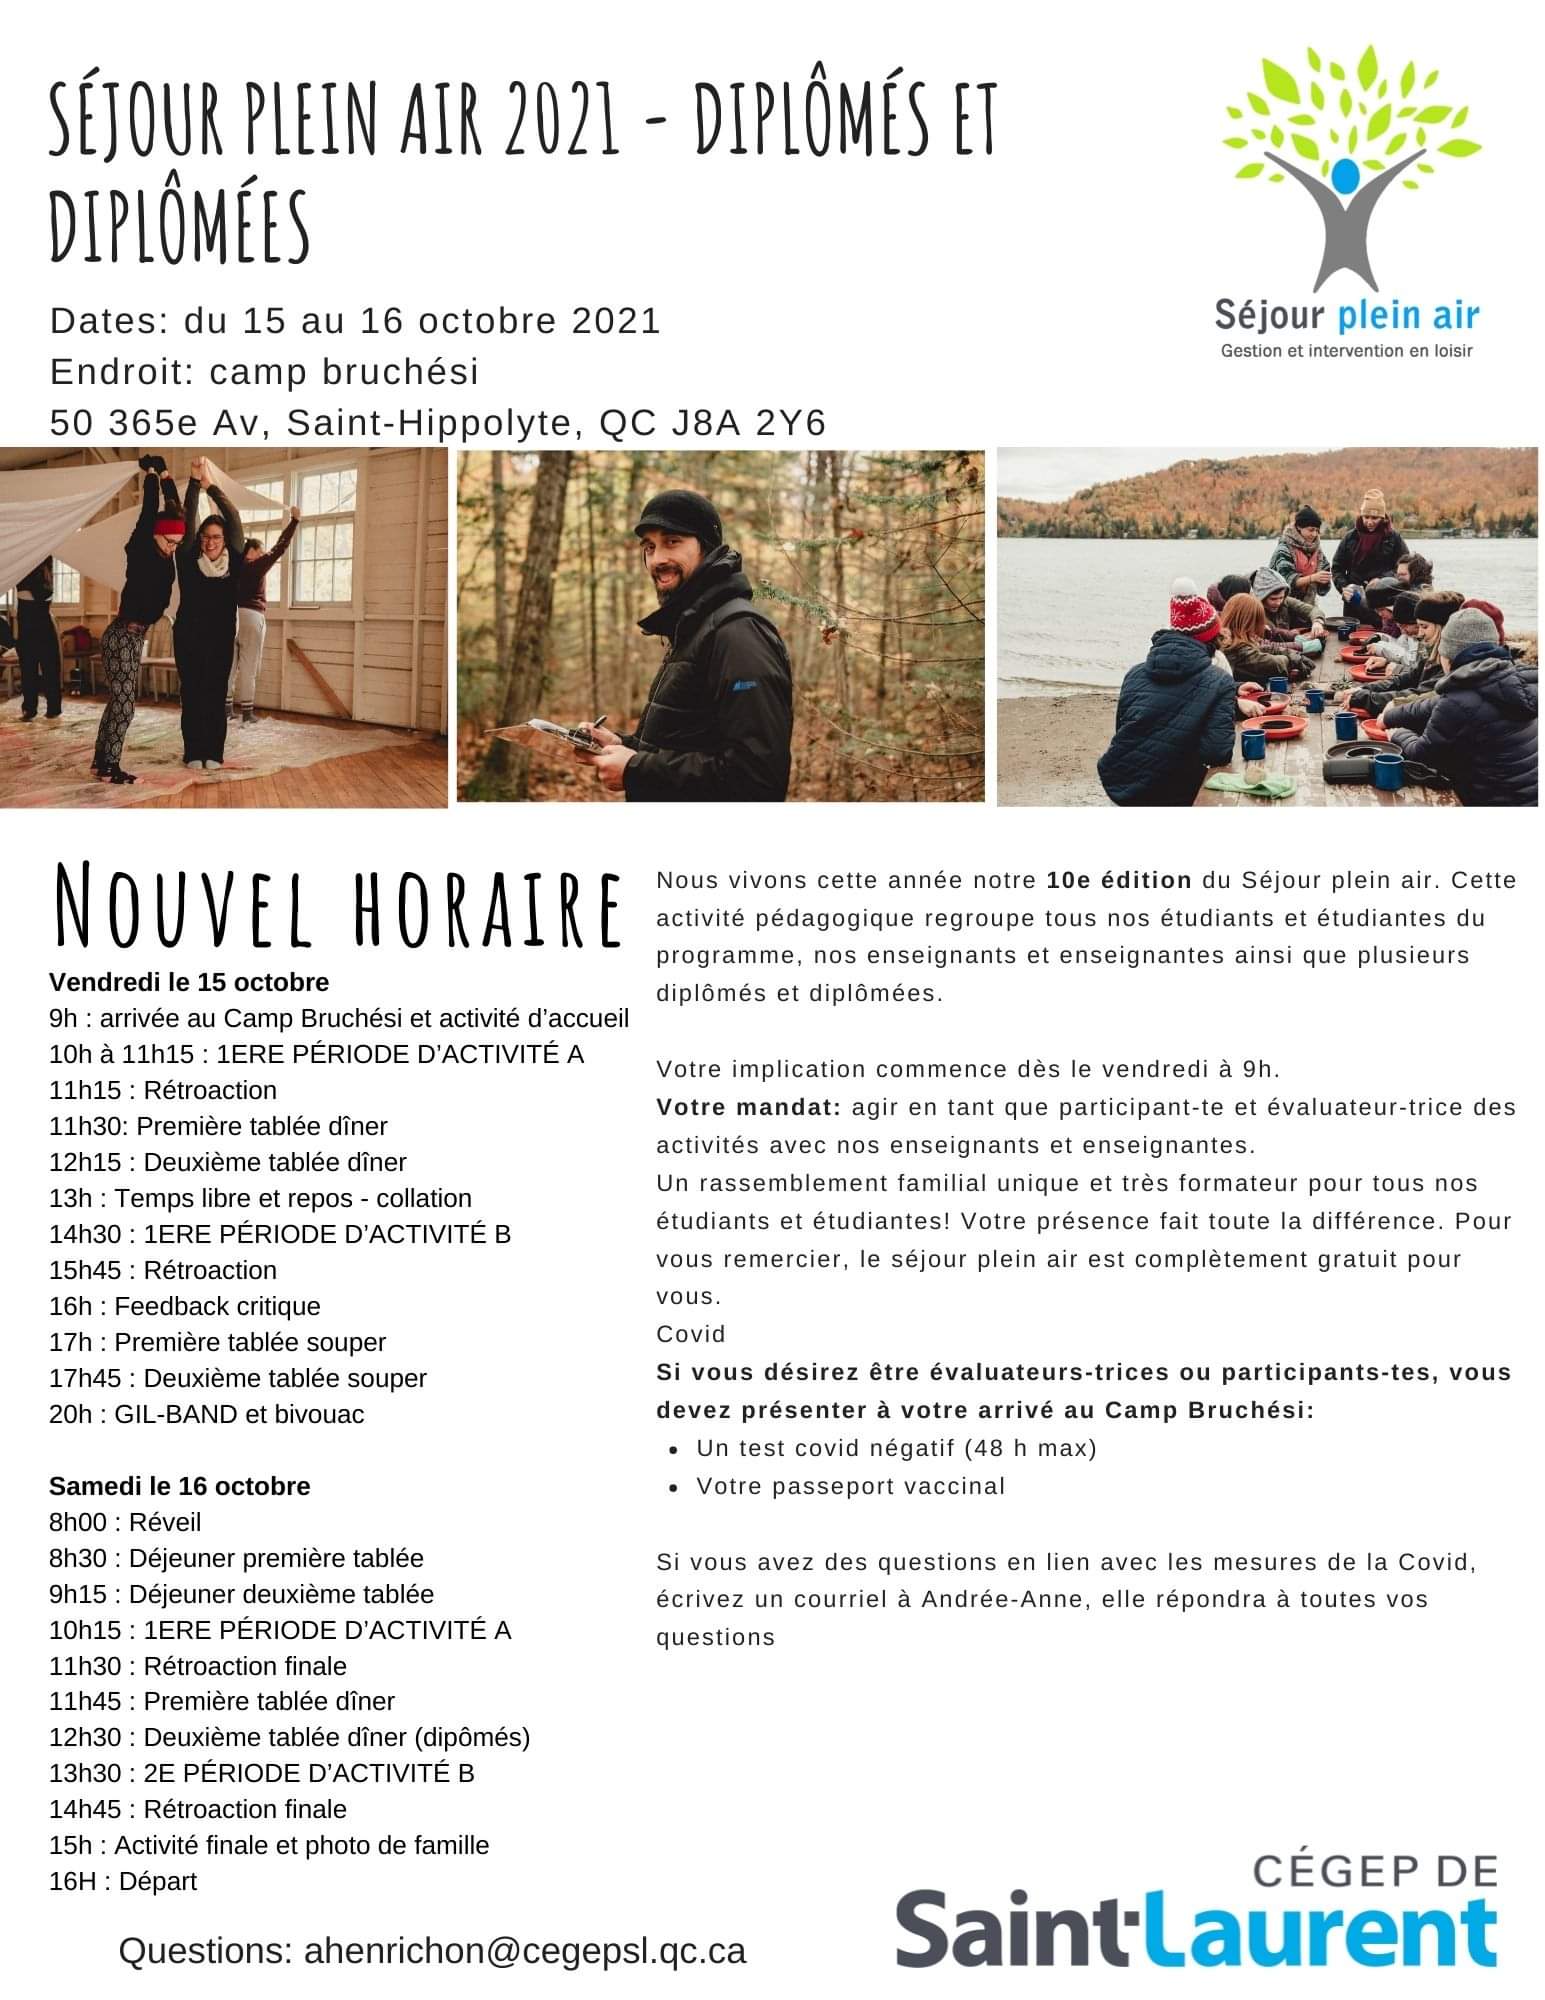 SÉJOUR PLEIN AIR 2021 - DIPLÔMÉS ET
DIPLÔMÉES
Dates: du 15 au 16 octobre 2021
Endroit: camp bruchési
50 365e Av, Saint-Hippolyte, QC J8A 2Y6
Séjour plein air
Gestion et intervention en loisir
NOUVEL HORAIRE
Vendredi le 15 octobre
9h : arrivée au Camp Bruchési et activité d’accueil
10h à 11h15 : 1ERE PÉRIODE D’ACTIVITÉ A
11h15 : Rétroaction
11h30: Première tablée dîner
12h15 : Deuxième tablée dîner
13h : Temps libre et repos - collation
14h30 : 1ERE PÉRIODE D’ACTIVITÉ B
15h45 : Rétroaction
16h : Feedback critique
17h : Première tablée souper
17h45 : Deuxième tablée souper
20h : GIL-BAND et bivouac
Samedi le 16 octobre
8h00 : Réveil
8h30 : Déjeuner première tablée
9h15 : Déjeuner deuxième tablée
10h15 : 1ERE PÉRIODE D’ACTIVITÉ A
11h30 : Rétroaction finale
11h45 : Première tablée dîner
12h30 : Deuxième tablée dîner (dipômés)
13h30 : 2E PÉRIODE D’ACTIVITÉ B
14h45 : Rétroaction finale
15h : Activité finale et photo de famille
16H : Départ
Nous vivons cette année notre 10e édition du Séjour plein air. Cette
activité pédagogique regroupe tous nos étudiants et étudiantes du
programme, nos enseignants et enseignantes ainsi que plusieurs
diplômés et diplômées.
Votre implication commence dès le vendredi à 9h.
Votre mandat: agir en tant que participant-te et évaluateur-trice des
activités avec nos enseignants et enseignantes.
Un rassemblement familial unique et très formateur pour tous nos
étudiants et étudiantes! Votre présence fait toute la différence. Pour
vous remercier, le séjour plein air est complètement gratuit pour
vous.
Covid
Si vous désirez être évaluateurs-trices ou participants-tes, vous
devez présenter à votre arrivé au Camp Bruchési:
• Un test covid négatif (48 h max)
• Votre passeport vaccinal
Si vous avez des questions en lien avec les mesures de la Covid,
écrivez un courriel à Andrée-Anne, elle répondra à toutes vos
questions
Questions: ahenrichon@cegepsl.qc.ca
CÉGEP DE
Saint-Laurent